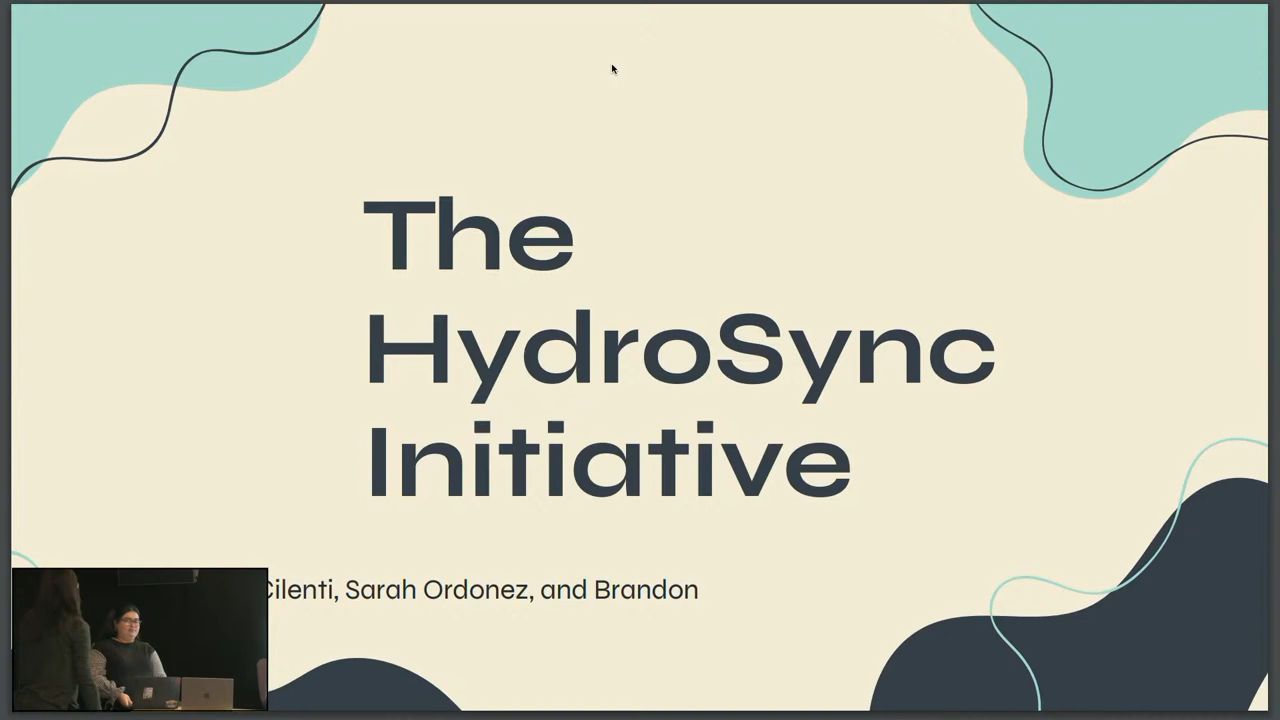 The
HydroSync
Initiative
Cilenti, Sarah Ordonez, and Brandon